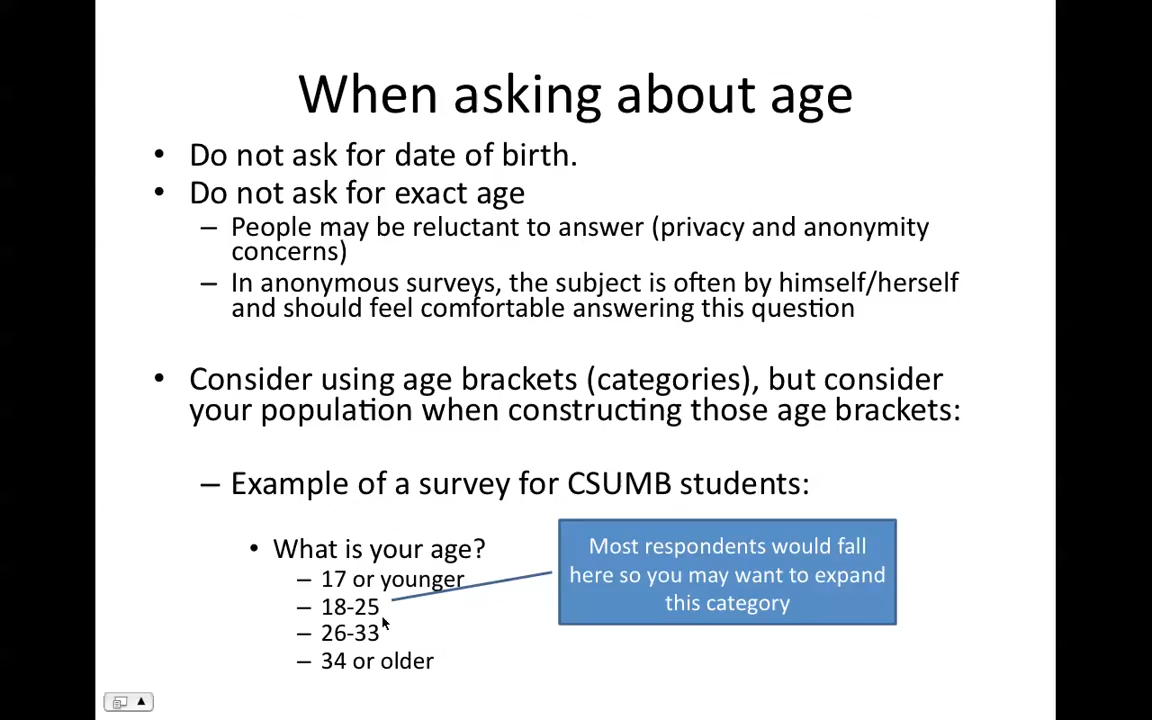 When asking about age
• Do not ask for date of birth.
• Do not ask for exact age
– People may be reluctant to answer (privacy and anonymity
concerns)
– In anonymous surveys, the subject is often by himself/herself
and should feel comfortable answering this question
• Consider using age brackets (categories), but consider
your population when constructing those age brackets:
– Example of a survey for CSUMB students:
• What is your age?
– 17 or younger
– 18-25
– 26-33
– 34 or older
Most respondents would fall
here so you may want to expand
this category